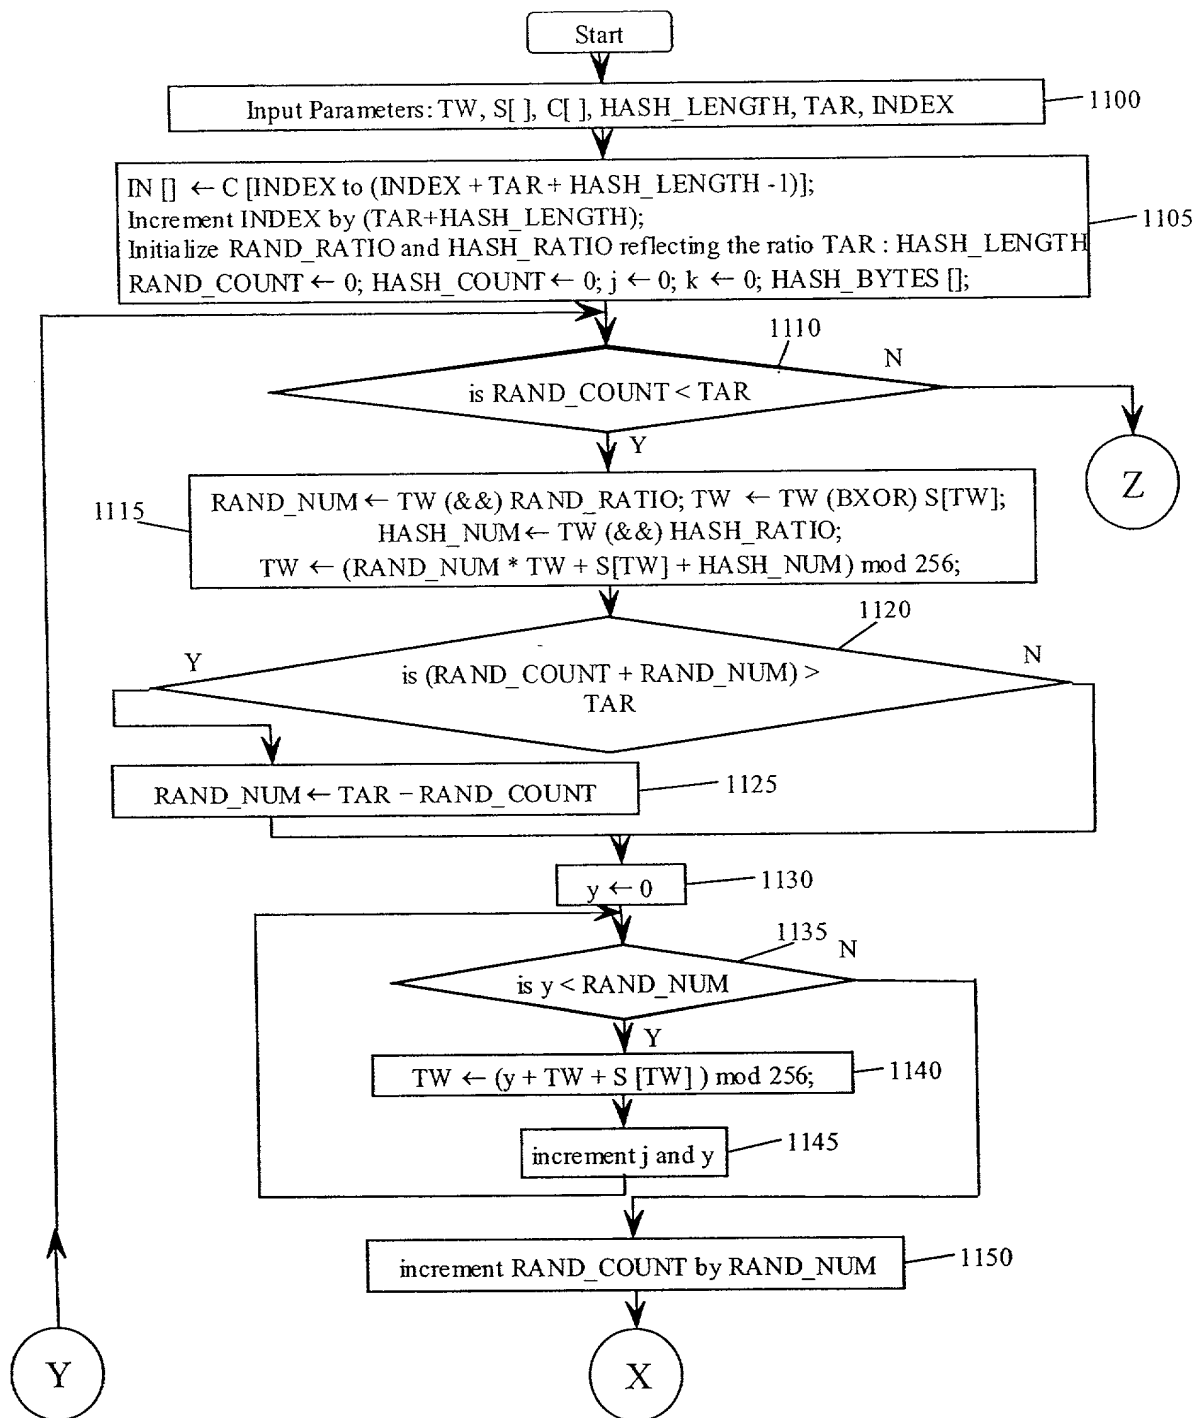 Start
Input Parameters: TW, S[ ], C[ ], HASH_LENGTH, TAR, INDEX
1100
IN [] ← C [INDEX to (INDEX + TAR + HASH_LENGTH -1)];
Increment INDEX by (TAR+HASH_LENGTH);
Initialize RAND_RATIO and HASH_RATIO reflecting the ratio TAR : HASH_LENGTH
RAND_COUNT ← 0; HASH_COUNT ← 0; j ← 0; k ← 0; HASH_BYTES [];
1105
1110
N
is RAND_COUNT < TAR
Y
Z
1115
RAND_NUM ← TW (&&) RAND_RATIO; TW ← TW (BXOR) S[TW];
HASH_NUM ← TW (&&) HASH_RATIO;
TW ← (RAND_NUM * TW + S[TW] + HASH_NUM) mod 256;
1120
Y
N
is (RAND_COUNT + RAND_NUM) >
TAR
RAND_NUM ← TAR − RAND_COUNT
1125
y ← 0
1130
1135
N
is y < RAND_NUM
Y
TW ← (y + TW + S [TW] ) mod 256;
1140
increment j and y
1145
increment RAND_COUNT by RAND_NUM
1150
Y
X